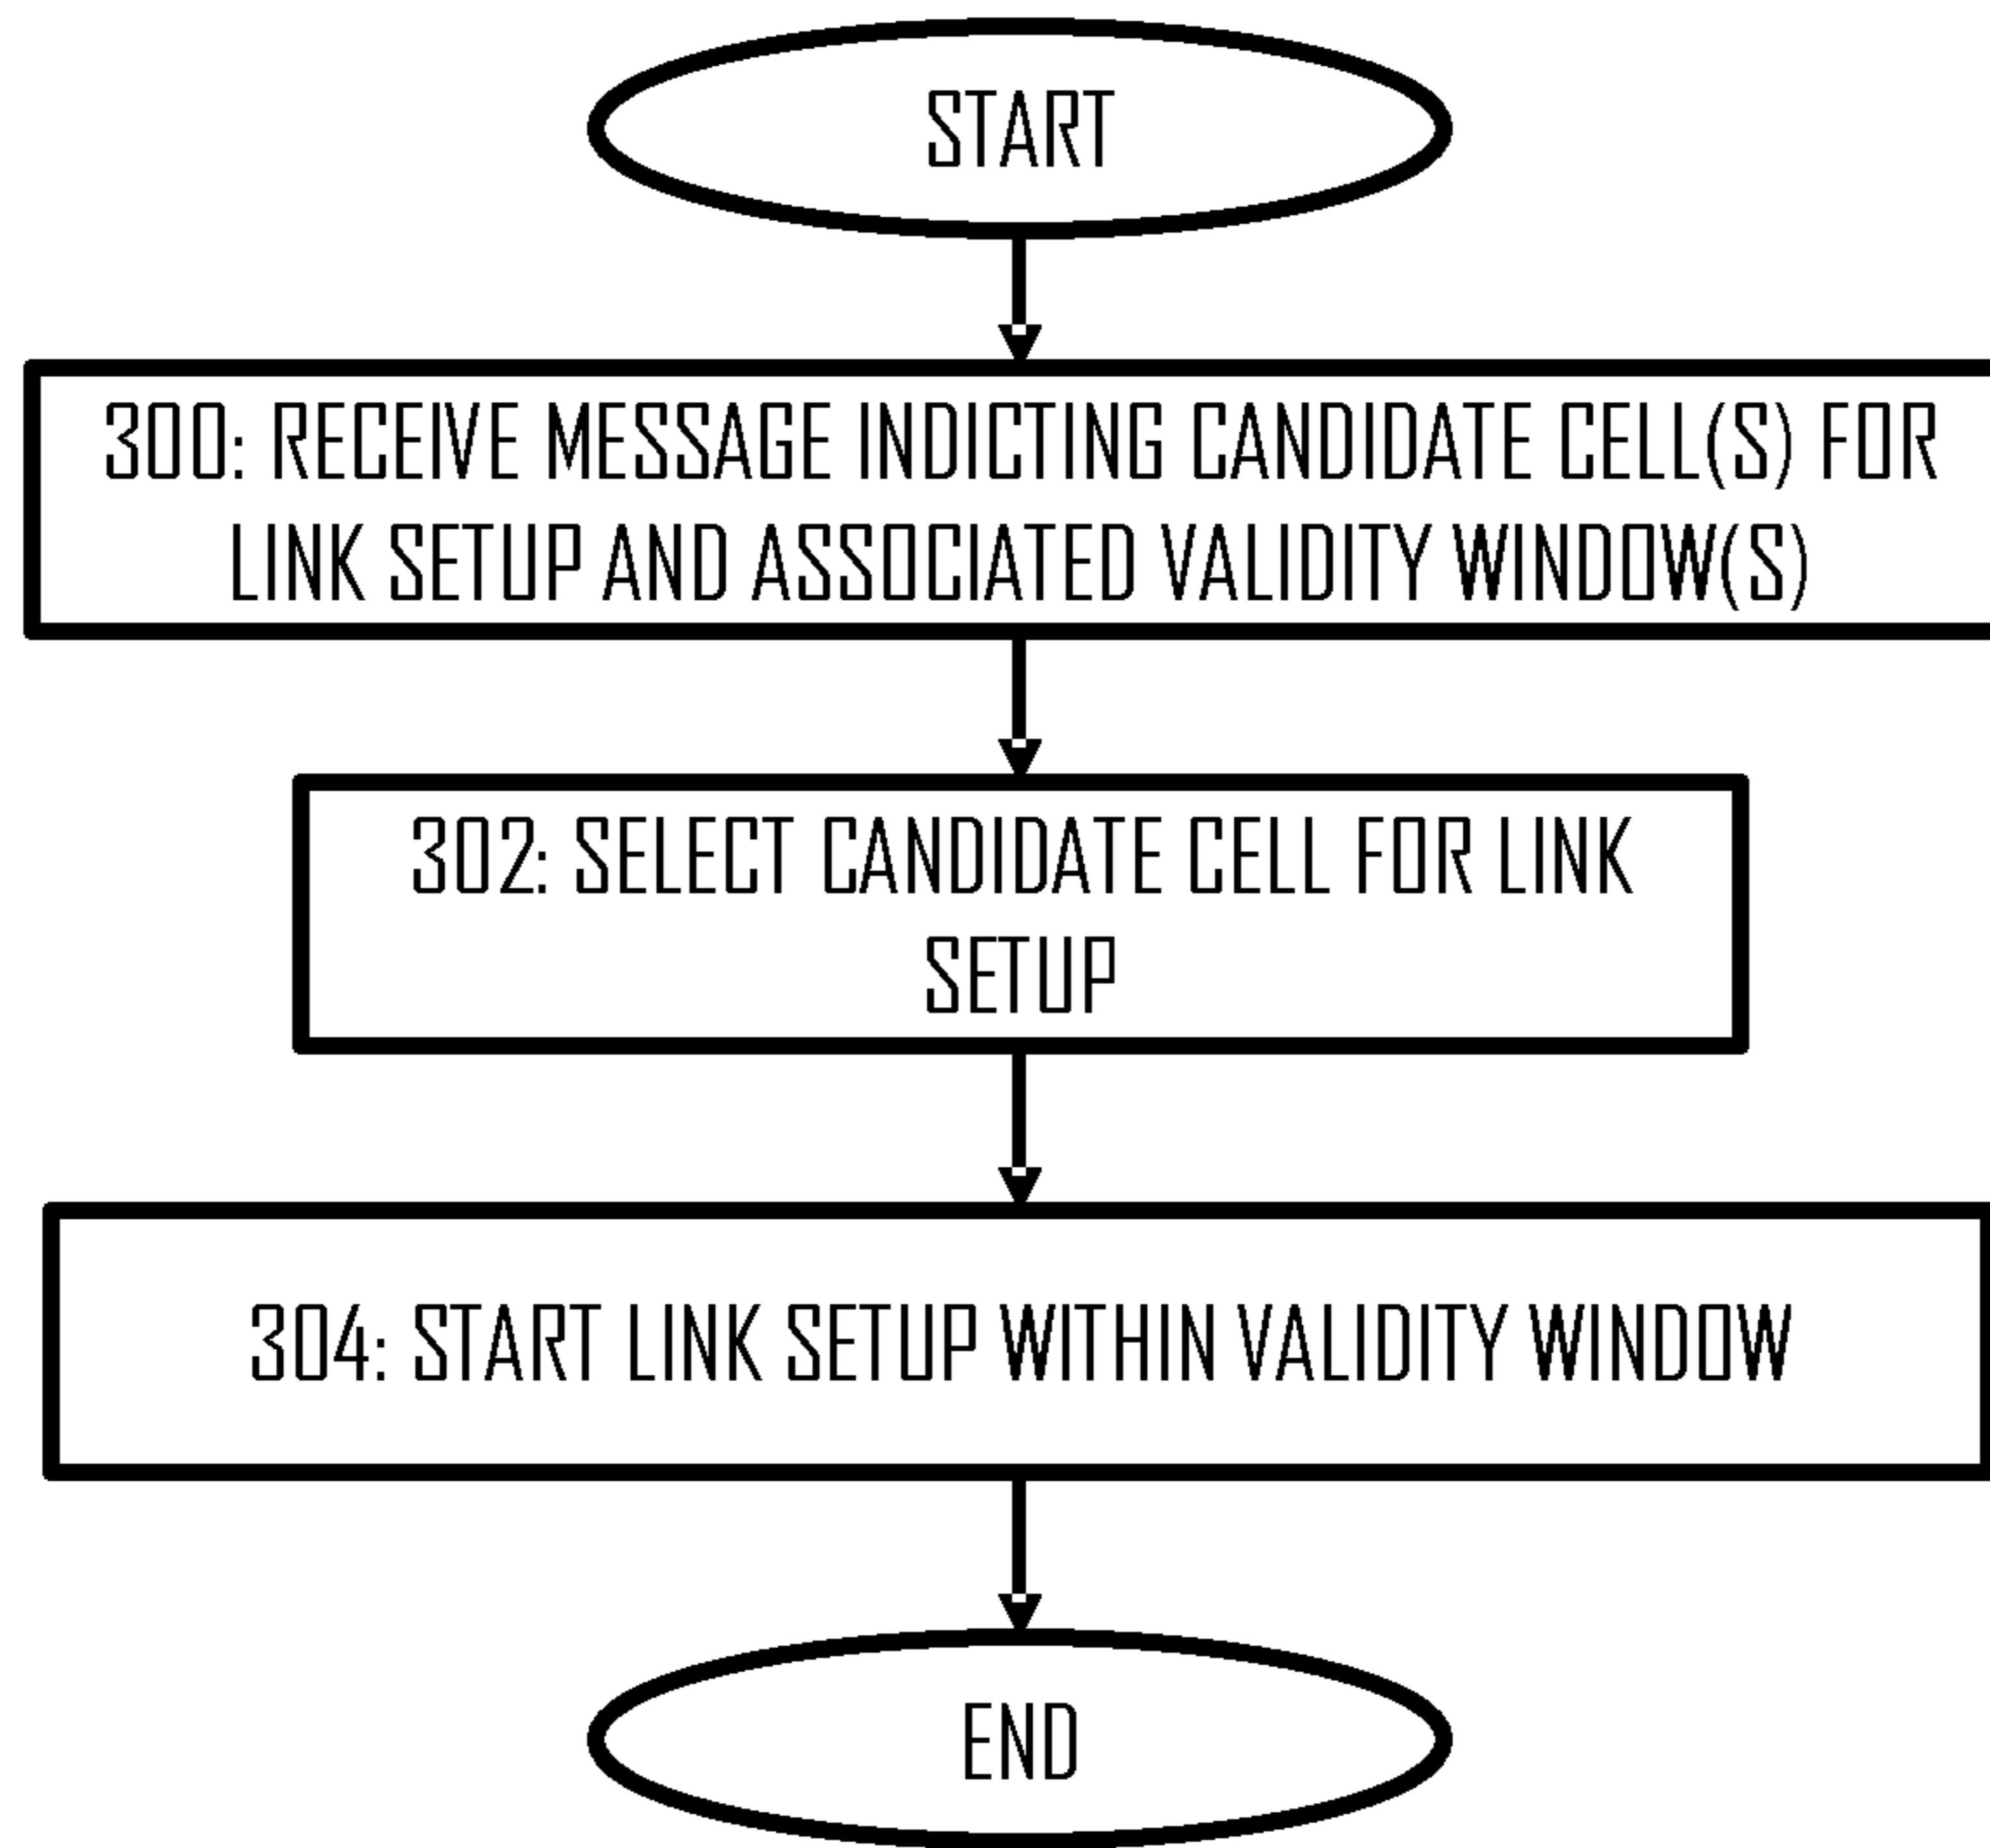 START
300: RECEIVE MESSAGE INDICTING CANDIDATE CELL(S) FOR
LINK SETUP AND ASSOCIATED VALIDITY WINDOW(S)
302: SELECT CANDIDATE CELL FOR LINK
SETUP
304: START LINK SETUP WITHIN VALIDITY WINDOW
END